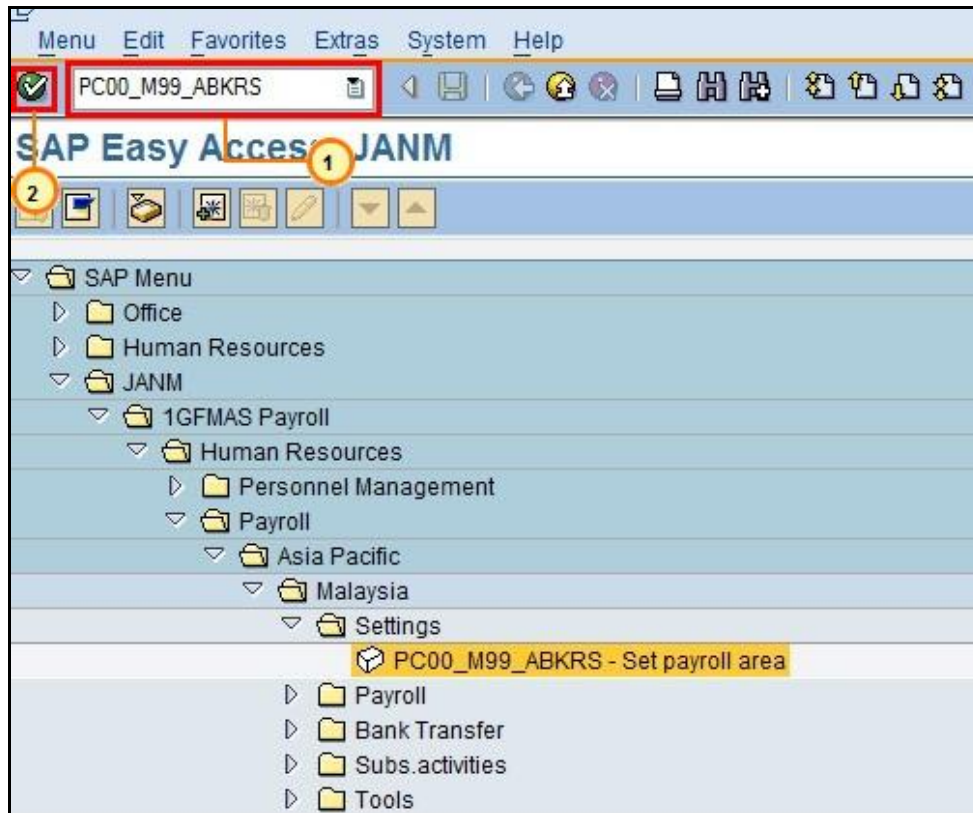 Menu Edit Favorites Extras System Help
PC00_M99_ABKRS
SAP Easy Access JANM
1
2
SAP Menu
Office
Human Resources
JANM
1GFMAS Payroll
Human Resources
Personnel Management
Payroll
Asia Pacific
Malaysia
Settings
PC00_M99_ABKRS - Set payroll area
Payroll
Bank Transfer
Subs.activities
Tools